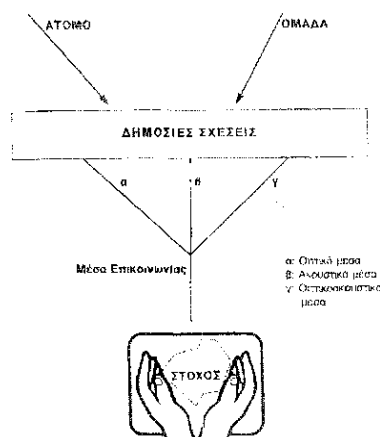 ΑΤΟΜΟ
ΟΜΑΔΑ
ΔΗΜΟΣΙΕΣ ΣΧΕΣΕΙΣ
α
β
γ
Μέσα Επικοινωνίας
α: Οπτικά μέσα
β: Ακουστικά μέσα
γ: Οπτικοακουστικά
μέσα
ΣΤΟΧΟΣ